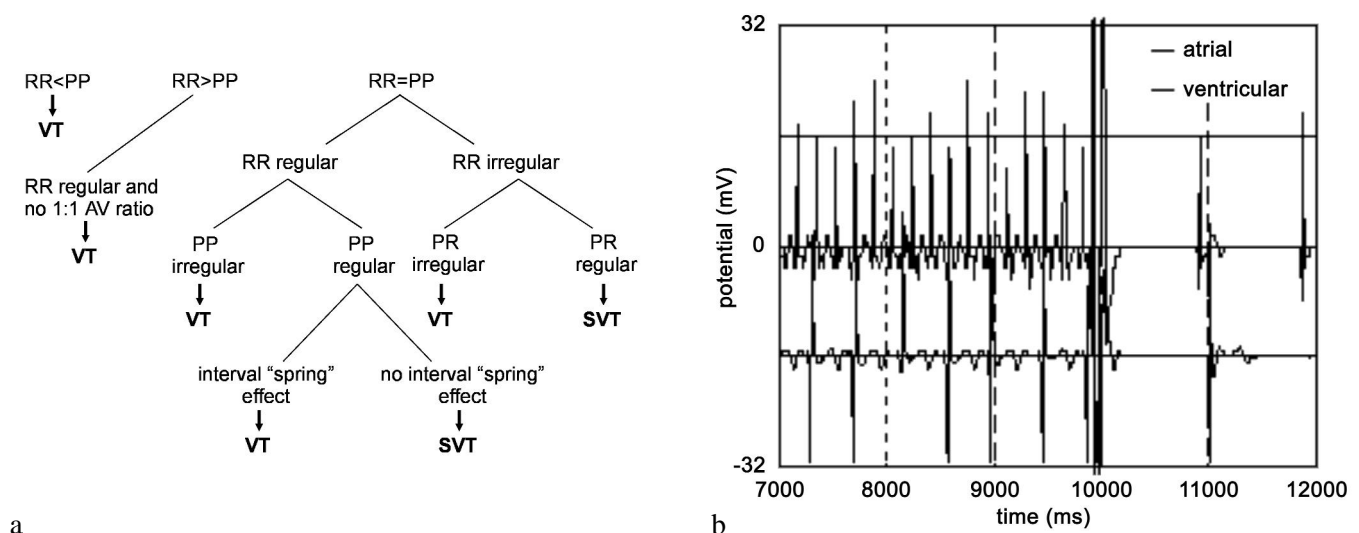 RR<PP
VT
RR>PP
RR regular and
no 1:1 AV ratio
VT
RR=PP
RR regular
RR irregular
PP
irregular
VT
PP
regular
PR
irregular
VT
PR
regular
SVT
interval “spring”
effect
VT
no interval “spring”
effect
SVT
a
32
0
-32
potential (mV)
atrial
ventricular
7000 8000 9000 10000 11000 12000
time (ms)
b